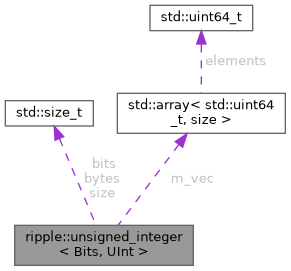 std::uint64_t
elements
std::size_t
std::array< std::uint64
_t, size >
bits
bytes
size
m_vec
ripple::unsigned_integer
< Bits, UInt >